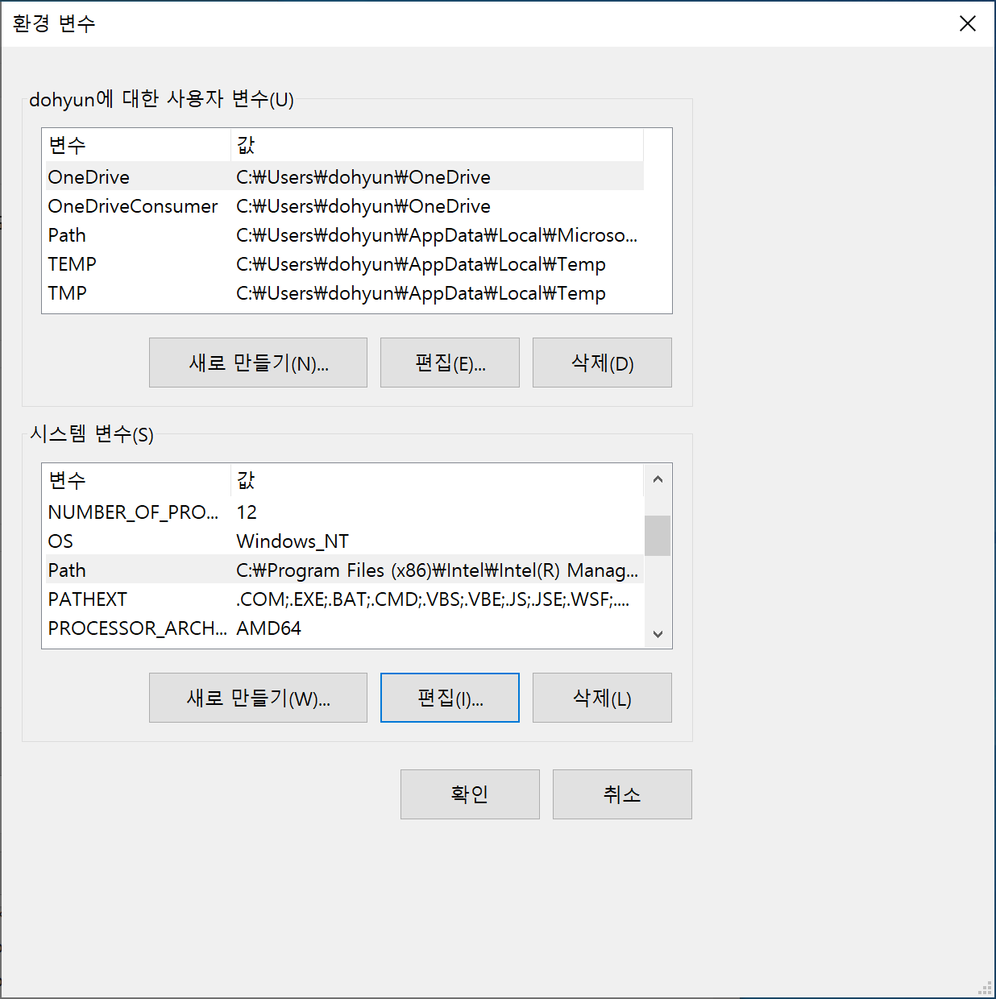 환경 변수
dohyun에 대한 사용자 변수(U)
변수 값
OneDrive C:₩Users₩dohyun₩OneDrive
OneDriveConsumer C:₩Users₩dohyun₩OneDrive
Path C:₩Users₩dohyun₩AppData₩Local₩Microso...
TEMP C:₩Users₩dohyun₩AppData₩Local₩Temp
TMP C:₩Users₩dohyun₩AppData₩Local₩Temp
새로 만들기(N)... 편집(E)... 삭제(D)
시스템 변수(S)
변수 값
NUMBER_OF_PRO... 12
OS Windows_NT
Path C:₩Program Files (x86)₩Intel₩Intel(R) Manag...
PATHEXT .COM;.EXE;.BAT;.CMD;.VBS;.VBE;.JS;.JSE;.WSF;....
PROCESSOR_ARCH... AMD64
새로 만들기(W)... 편집(I)... 삭제(L)
확인 취소